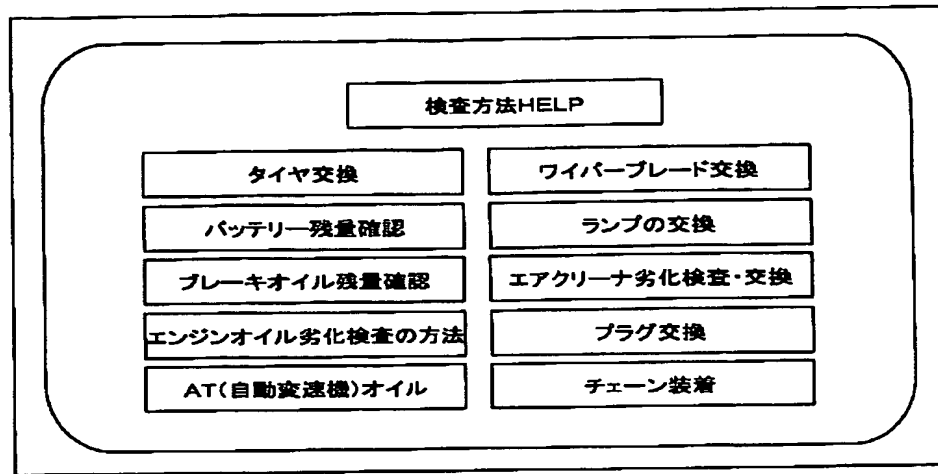 検査方法HELP
タイヤ交換
ワイパーブレード交換
バッテリー残量確認
ランプの交換
ブレーキオイル残量確認
エアクリーナ劣化検査・交換
エンジンオイル劣化検査の方法
プラグ交換
AT(自動変速機)オイル
チェーン装着